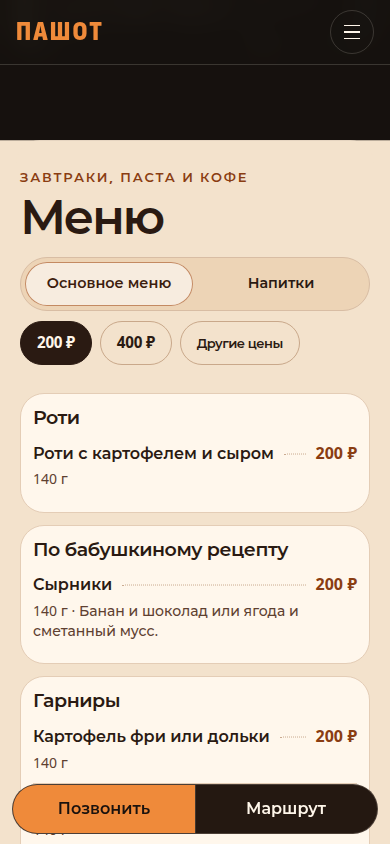 ПАШОТ
ЗАВТРАКИ, ПАСТА И КОФЕ
Меню
Основное меню
Напитки
200 ₽
400 ₽
Другие цены
Роти
Роти с картофелем и сыром 200 ₽
140 г
По бабушкиному рецепту
Сырники 200 ₽
140 г · Банан и шоколад или ягода и
сметанный мусс.
Гарниры
Картофель фри или дольки 200 ₽
140 г
Позвонить
Маршрут